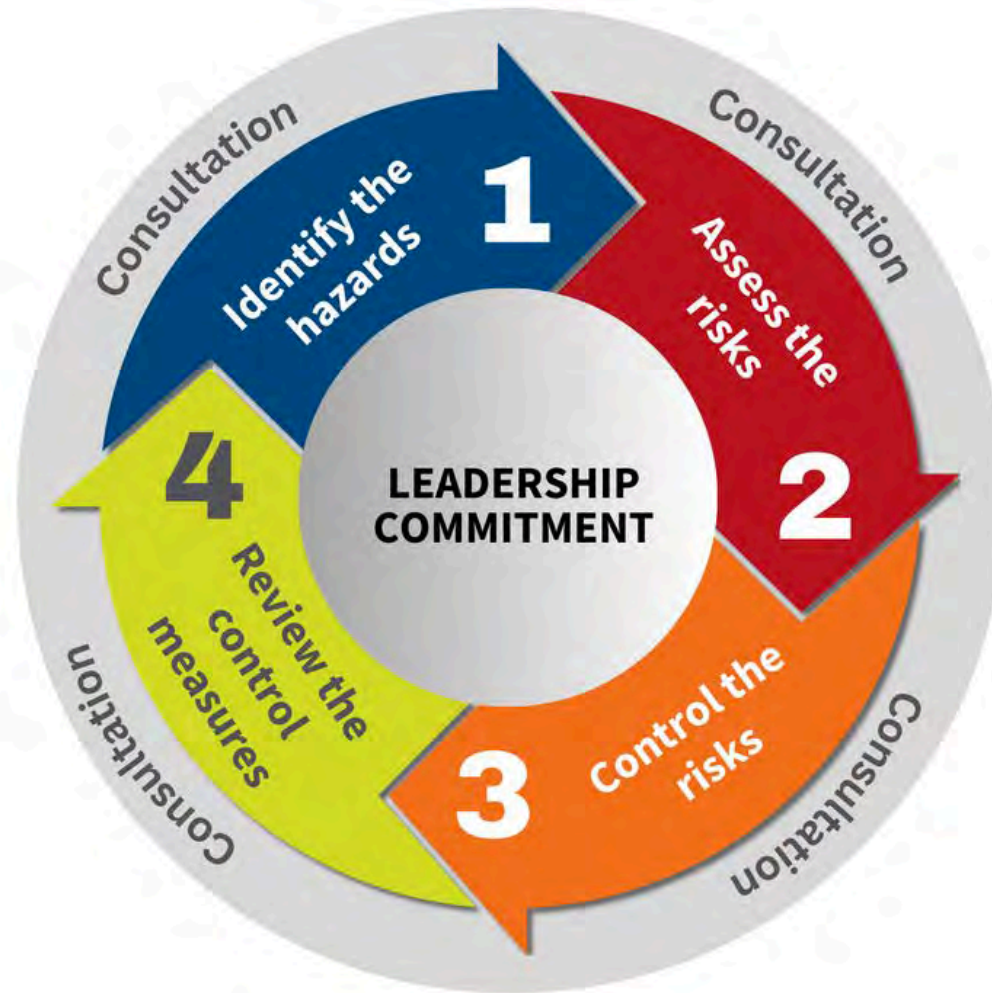 Consultation
Consultation
1
Identify the
hazards
Assess the
risks
2
LEADERSHIP
COMMITMENT
4
Review the
control
measures
3
Control the
risks
Consultation
Consultation